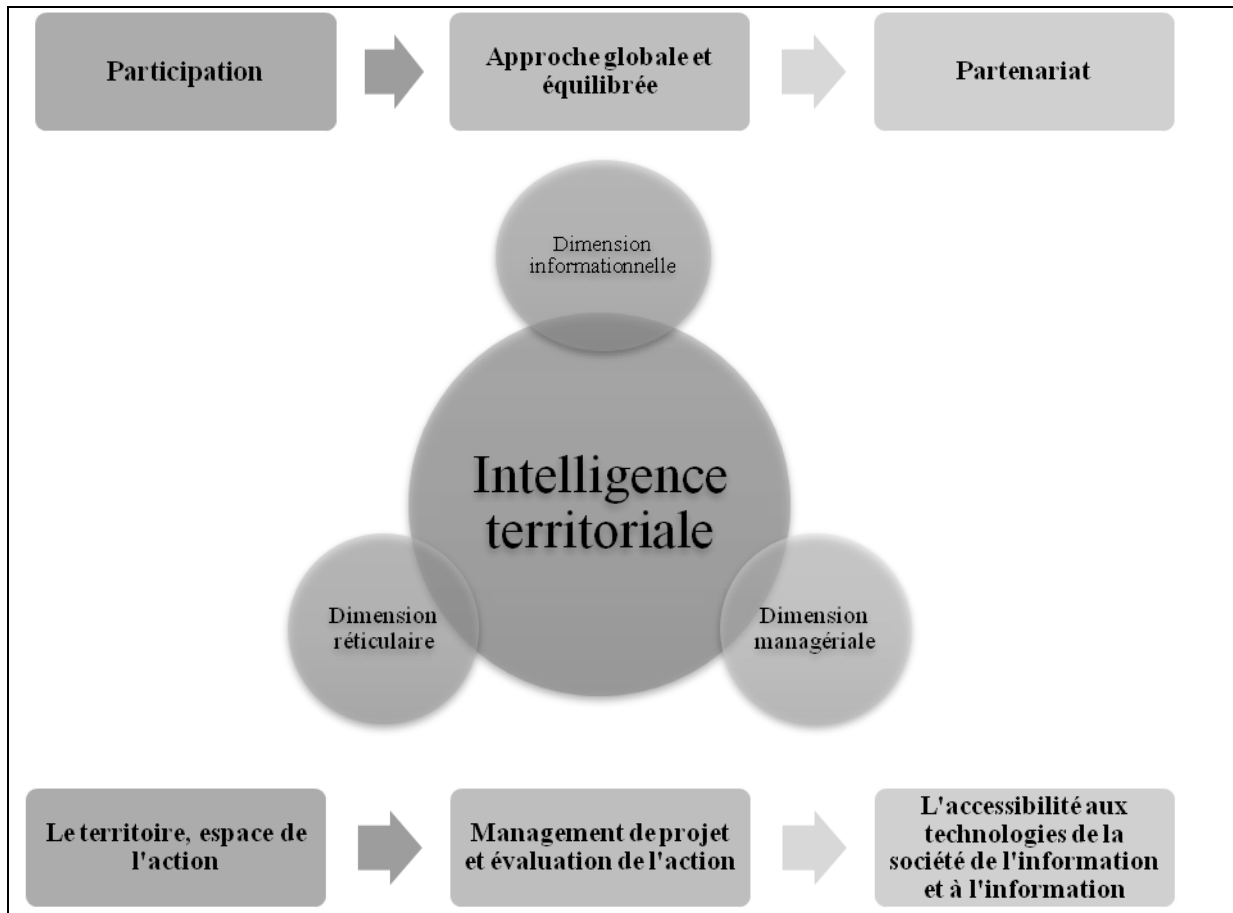 Participation
Approche globale et
équilibrée
Partenariat
Dimension
informationnelle
Intelligence
territoriale
Dimension
réticulaire
Dimension
managériale
Le territoire, espace de
l'action
Management de projet
et évaluation de l'action
L'accessibilité aux
technologies de la
société de l'information
et à l'information